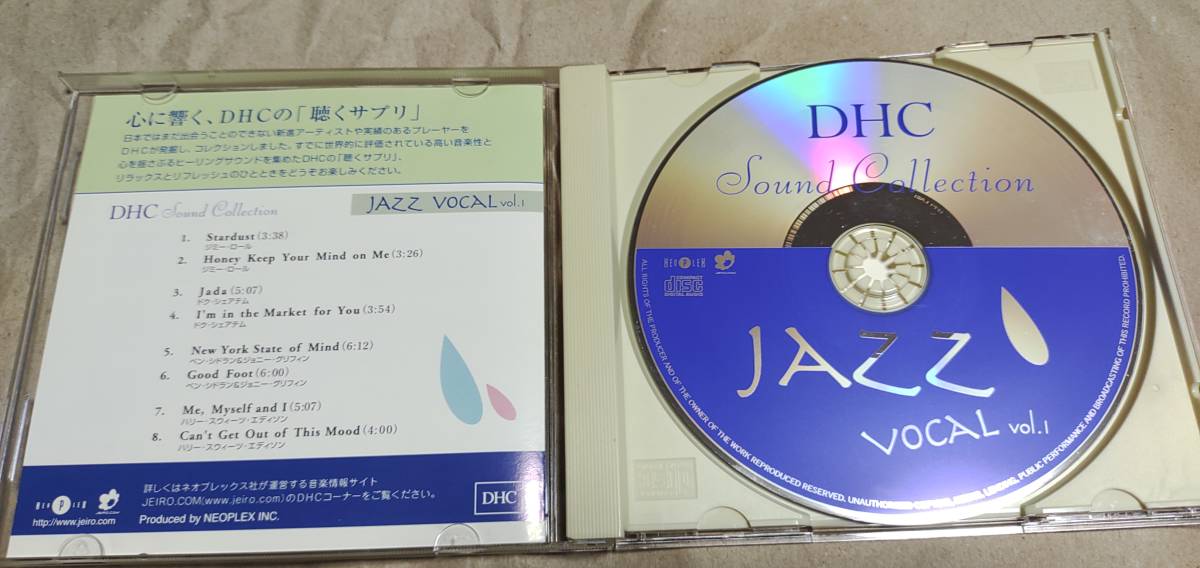 心に響く、DHCの「聴くサプリ」
日本ではまだ出会うことのできない新進アーティストや実績のあるプレーヤーを
DHCが発掘し、コレクションしました。すでに世界的に評価されている高い音楽性と
心を揺さぶるヒーリングサウンドを集めたDHCの「聴くサプリ」、
リラックスとリフレッシュのひとときをどうぞお楽しみください。
DHC Sound Collection
JAZZ VOCAL vol.1
1. Stardust (3:38)
ジミー・ロール
2. Honey Keep Your Mind on Me (3:26)
ジミー・ロール
3. Jada (5:07)
ドク・シェアテム
4. I'm in the Market for You (3:54)
ドク・シェアテム
5. New York State of Mind (6:12)
ベン・シドラン&ジョニー・グリフィン
6. Good Foot (6:00)
ベン・シドラン&ジョニー・グリフィン
7. Me, Myself and I (5:07)
ハリー・スウィーツ・エディソン
8. Can't Get Out of This Mood (4:00)
ハリー・スウィーツ・エディソン
NEOPLEX
http://www.jeiro.com
詳しくはネオプレックス社が運営する音楽情報サイト
JEIRO.COM(www.jeiro.com)のDHCコーナーをご覧ください。
Produced by NEOPLEX INC.
DHC
DHC
Sound Collection
NEOPLEX
COMPACT
disc
DIGITAL AUDIO
JAZZ
VOCAL vol.1
ALL RIGHTS OF THE PRODUCER AND OF THE OWNER OF THE WORK REPRODUCED RESERVED. UNAUTHORISED COPYING, HIRING, LENDING, PUBLIC PERFORMANCE AND BROADCASTING OF THIS RECORD PROHIBITED.